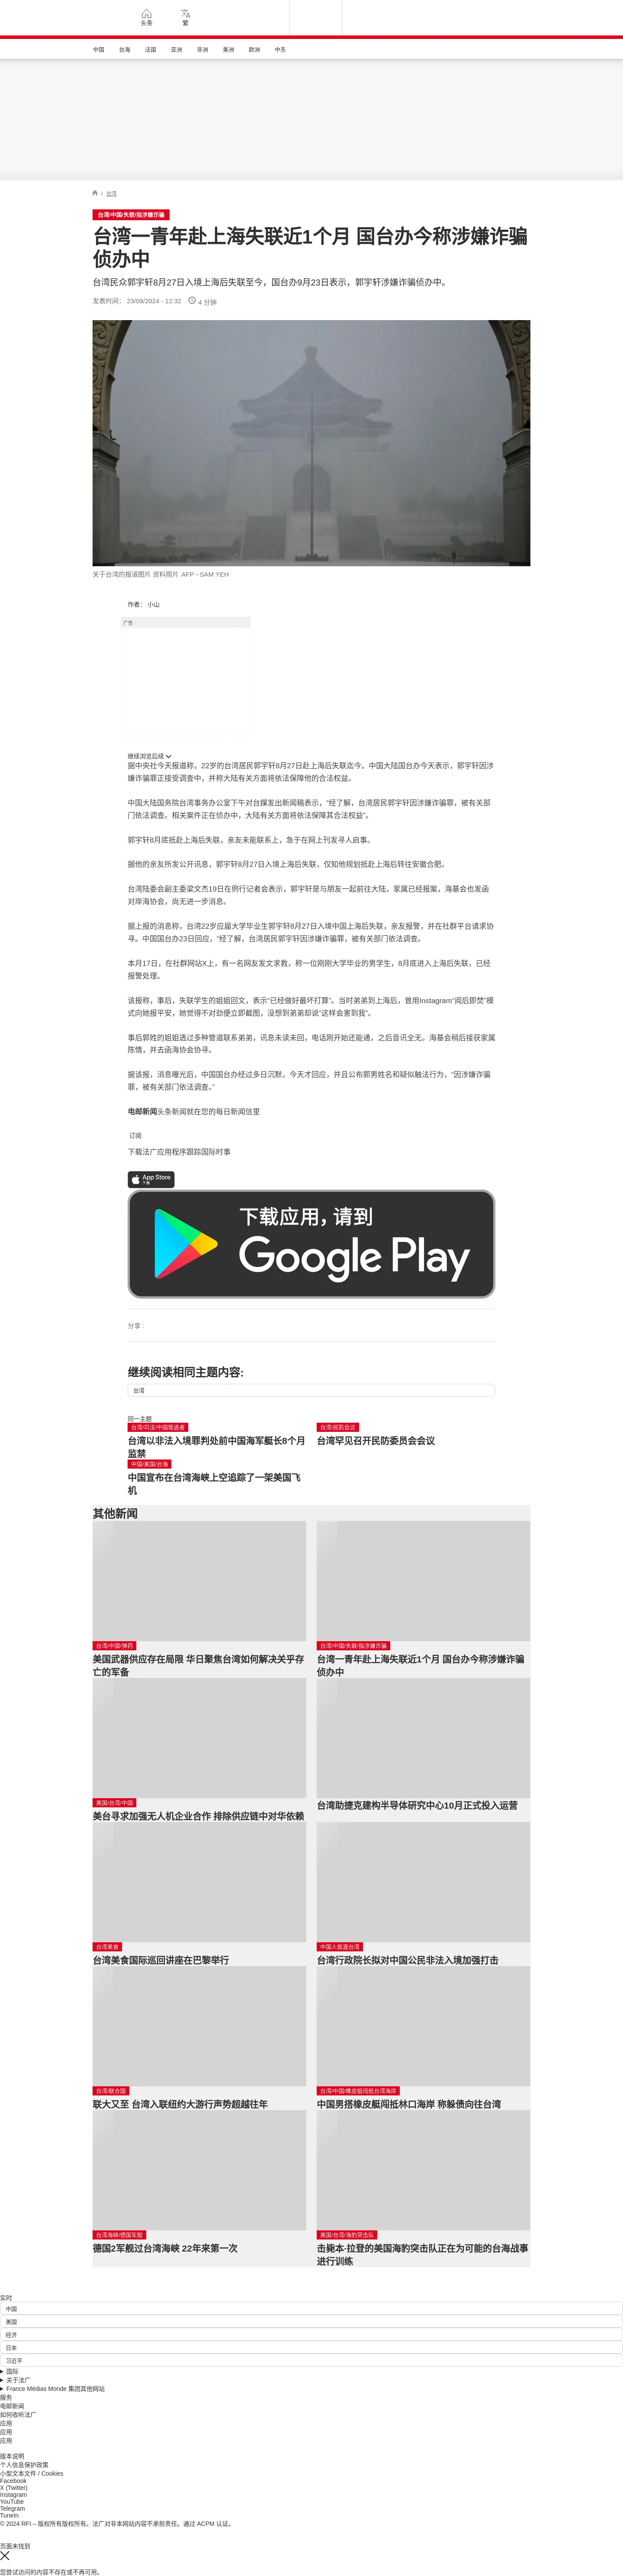 头条
繁
中国
台海
法国
亚洲
非洲
美洲
欧洲
中东
/ 台湾
台湾/中国/失联/指涉嫌诈骗
台湾一青年赴上海失联近1个月 国台办今称涉嫌诈骗
侦办中
台湾民众郭宇轩8月27日入境上海后失联至今，国台办9月23日表示，郭宇轩涉嫌诈骗侦办中。
发表时间： 23/09/2024 - 12:32
4 分钟
关于台湾的报道图片 资料照片 AFP - SAM YEH
作者： 小山
广告
继续浏览后续
据中央社今天报道称，22岁的台湾居民郭宇轩8月27日赴上海后失联迄今。中国大陆国台办今天表示，郭宇轩因涉
嫌诈骗罪正接受调查中，并称大陆有关方面将依法保障他的合法权益。
中国大陆国务院台湾事务办公室下午对台媒发出新闻稿表示，“经了解，台湾居民郭宇轩因涉嫌诈骗罪，被有关部
门依法调查。相关案件正在侦办中，大陆有关方面将依法保障其合法权益”。
郭宇轩8月底抵赴上海后失联，亲友未能联系上，急于在网上刊发寻人启事。
据他的亲友所发公开讯息，郭宇轩8月27日入境上海后失联，仅知他规划抵赴上海后转往安徽合肥。
台湾陆委会副主委梁文杰19日在例行记者会表示，郭宇轩是与朋友一起前往大陆，家属已经报案，海基会也发函
对岸海协会，尚无进一步消息。
据上报的消息称，台湾22岁应届大学毕业生郭宇轩8月27日入境中国上海后失联，亲友报警，并在社群平台请求协
寻。中国国台办23日回应，“经了解，台湾居民郭宇轩因涉嫌诈骗罪，被有关部门依法调查。
本月17日，在社群网站X上，有一名网友发文求救，称一位刚刚大学毕业的男学生，8月底进入上海后失联，已经
报警处理。
该报称，事后，失联学生的姐姐回文，表示“已经做好最坏打算”。当时弟弟到上海后，曾用Instagram“阅后即焚”模
式向她报平安，她觉得不对劲便立即截图，没想到弟弟却说“这样会害到我”。
事后郭姓的姐姐透过多种管道联系弟弟，讯息未读未回，电话刚开始还能通，之后音讯全无。海基会稍后接获家属
陈情，并去函海协会协寻。
据该报，消息曝光后，中国国台办经过多日沉默，今天才回应，并且公布郭男姓名和疑似触法行为，“因涉嫌诈骗
罪，被有关部门依法调查。”
电邮新闻头条新闻就在您的每日新闻信里
订阅
下载法广应用程序跟踪国际时事
App Store
下载
下载应用，请到
Google Play
分享 :
继续阅读相同主题内容:
台湾
同一主题
台湾/司法/中国叛逃者
台湾以非法入境罪判处前中国海军艇长8个月
监禁
台湾/民防会议
台湾罕见召开民防委员会会议
中国/美国/台海
中国宣布在台湾海峡上空追踪了一架美国飞
机
其他新闻
台湾/中国/弹药
美国武器供应存在局限 华日聚焦台湾如何解决关乎存
亡的军备
台湾/中国/失联/指涉嫌诈骗
台湾一青年赴上海失联近1个月 国台办今称涉嫌诈骗
侦办中
美国/台湾/中国
美台寻求加强无人机企业合作 排除供应链中对华依赖
台湾助捷克建构半导体研究中心10月正式投入运营
台湾美食
台湾美食国际巡回讲座在巴黎举行
中国人偷渡台湾
台湾行政院长拟对中国公民非法入境加强打击
台湾/联合国
联大又至 台湾入联纽约大游行声势超越往年
台湾/中国/橡皮艇闯抵台湾海岸
中国男搭橡皮艇闯抵林口海岸 称躲债向往台湾
台湾海峡/德国军舰
德国2军舰过台湾海峡 22年来第一次
美国/台湾/海豹突击队
击毙本·拉登的美国海豹突击队正在为可能的台海战事
进行训练
实时
中国
美国
经济
日本
习近平
国际
关于法广
France Médias Monde 集团其他网站
服务
电邮新闻
如何收听法广
应用
应用
应用
版本说明
个人信息保护政策
小型文本文件 / Cookies
Facebook
X (Twitter)
Instagram
YouTube
Telegram
TuneIn
© 2024 RFI – 版权所有版权所有。法广对非本网站内容不承担责任。通过 ACPM 认证。
页面未找到
您尝试访问的内容不存在或不再可用。